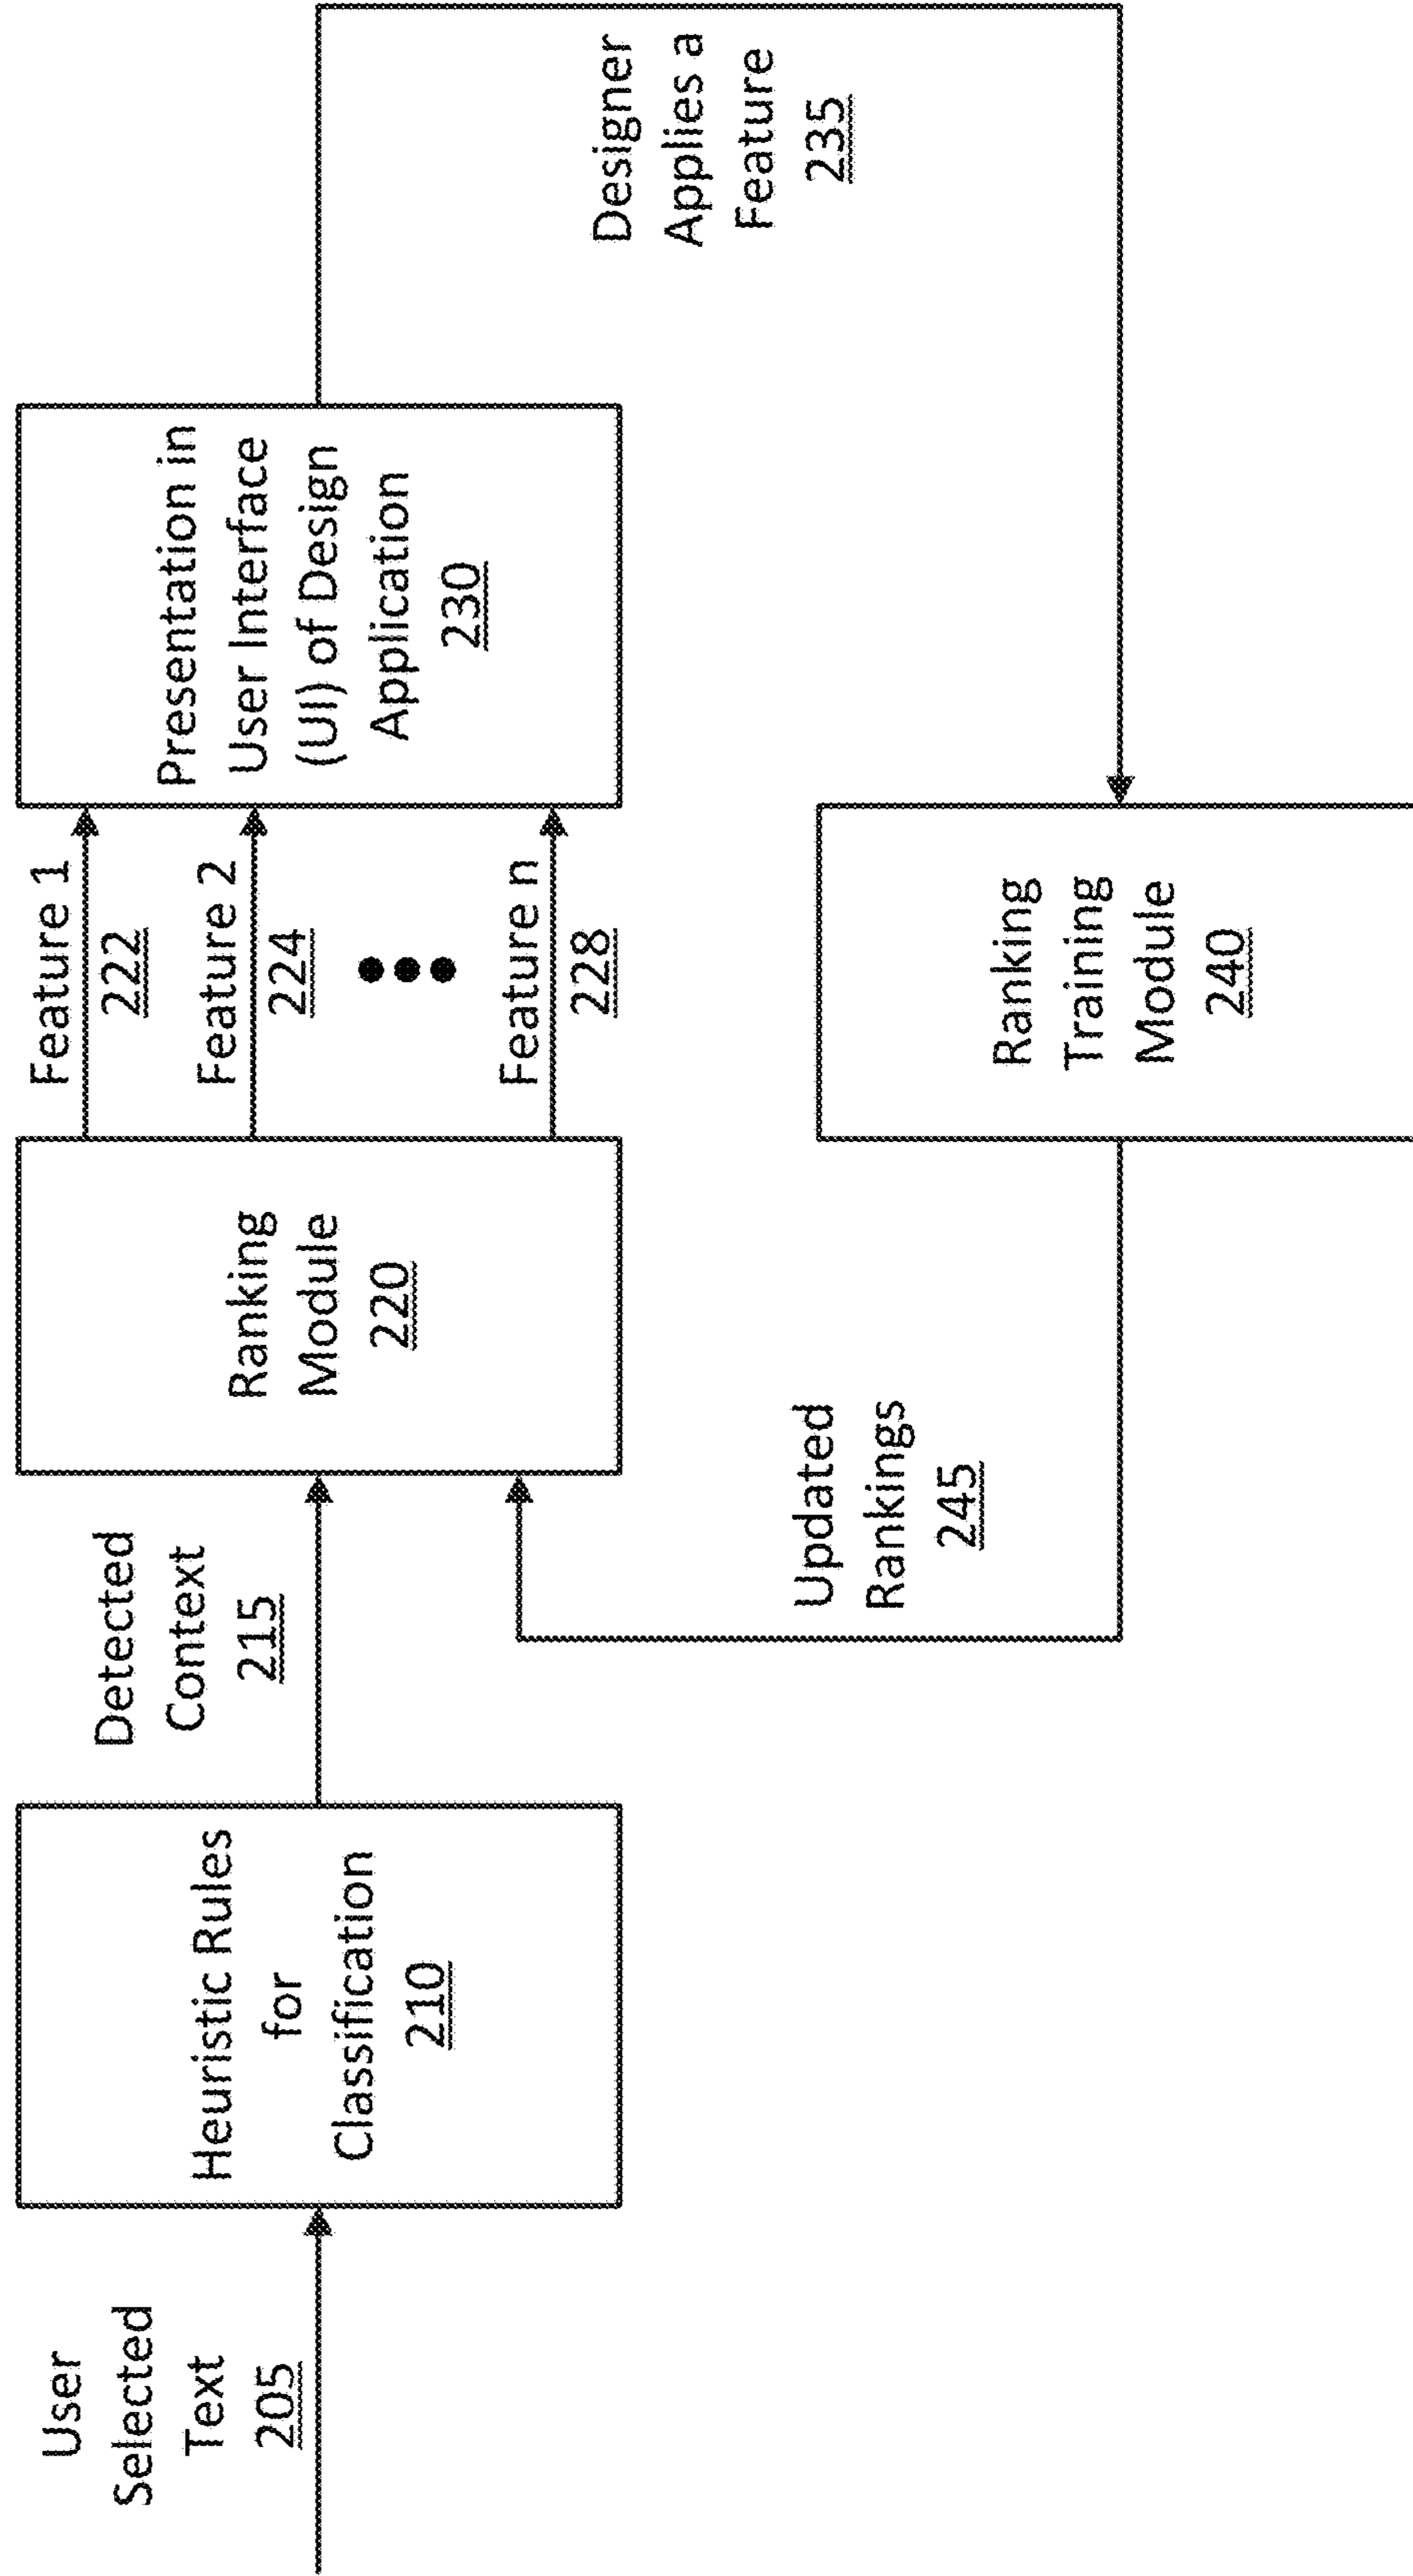 User
Selected
Text
205
Heuristic Rules
for
Classification
210
Detected
Context
215
Ranking
Module
220
Feature 1
222
Feature 2
224
Feature n
228
Presentation in
User Interface
(UI) of Design
Application
230
Designer
Applies a
Feature
235
Ranking
Training
Module
240
Updated
Rankings
245